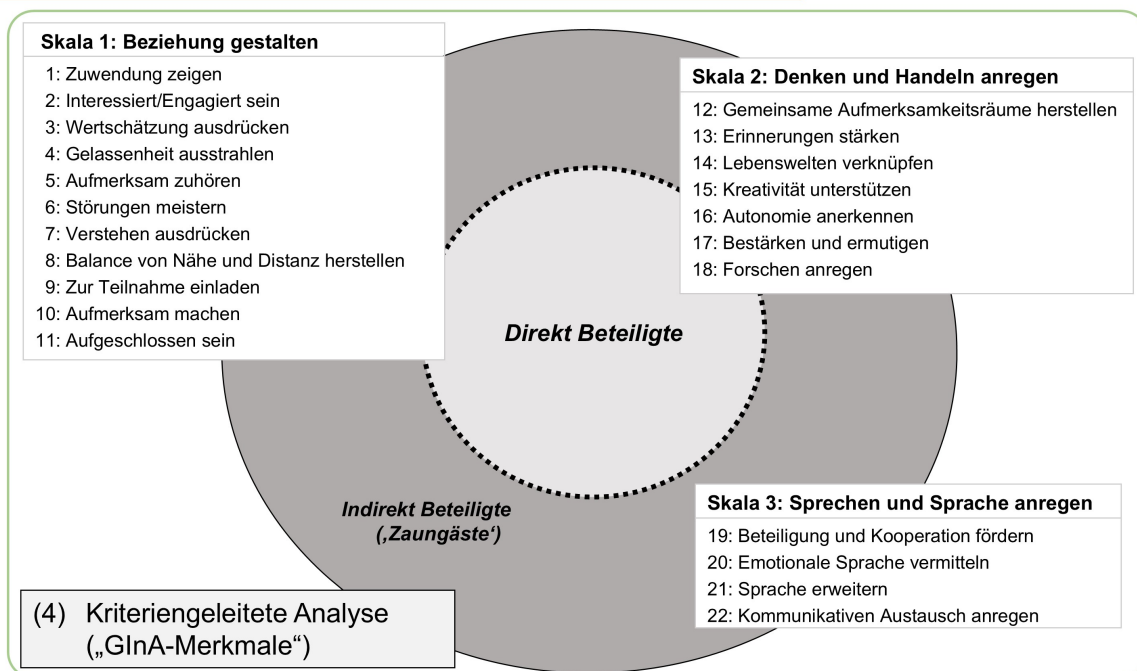 Skala 1: Beziehung gestalten
1: Zuwendung zeigen
2: Interessiert/Engagiert sein
3: Wertschätzung ausdrücken
4: Gelassenheit ausstrahlen
5: Aufmerksam zuhören
6: Störungen meistern
7: Verstehen ausdrücken
8: Balance von Nähe und Distanz herstellen
9: Zur Teilnahme einladen
10: Aufmerksam machen
11: Aufgeschlossen sein
Skala 2: Denken und Handeln anregen
12: Gemeinsame Aufmerksamkeitsräume herstellen
13: Erinnerungen stärken
14: Lebenswelten verknüpfen
15: Kreativität unterstützen
16: Autonomie anerkennen
17: Bestärken und ermutigen
18: Forschen anregen
Direkt Beteiligte
Indirekt Beteiligte
(‚Zaungäste‘)
Skala 3: Sprechen und Sprache anregen
19: Beteiligung und Kooperation fördern
20: Emotionale Sprache vermitteln
21: Sprache erweitern
22: Kommunikativen Austausch anregen
(4) Kriteriengeleitete Analyse
(„GInA-Merkmale“)